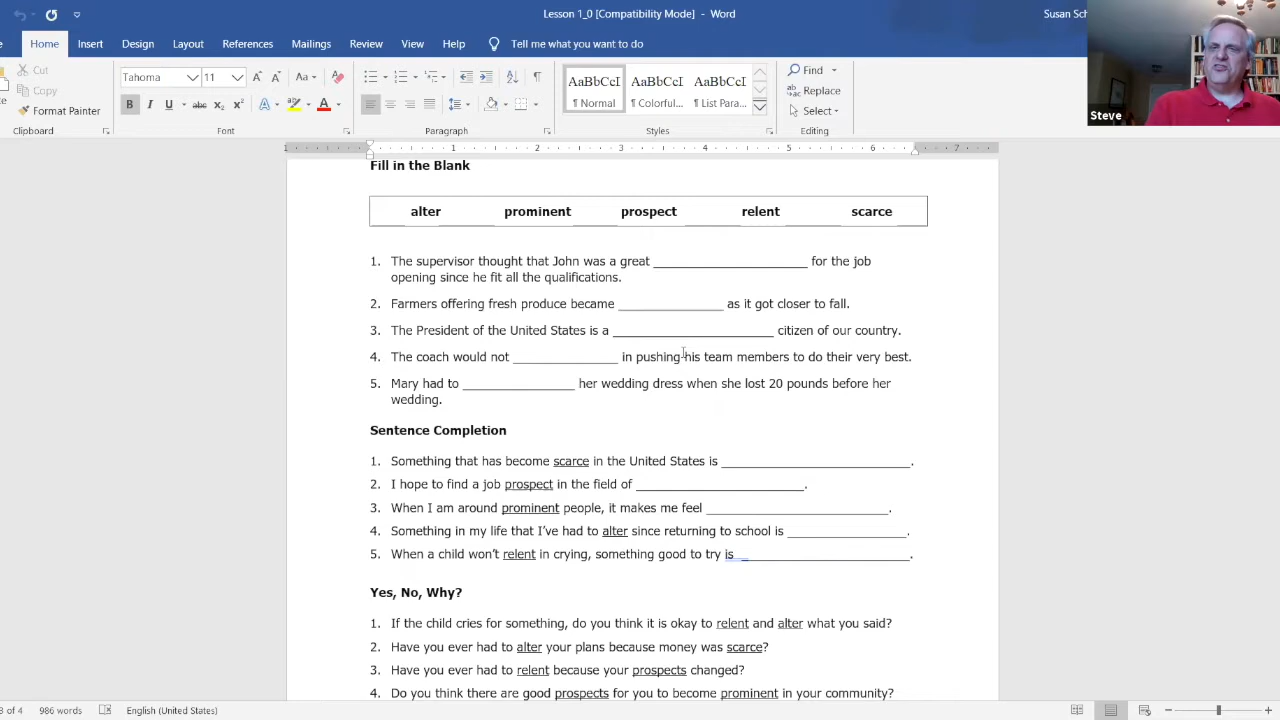 Lesson 1_0 [Compatibility Mode] - Word
Susan Sch
Home Insert Design Layout References Mailings Review View Help Tell me what you want to do
Cut
Copy
Format Painter
Clipboard
Tahoma 11
Font
Paragraph
AaBbCcI AaBbCcI AaBbCcI
¶ Normal ¶ Colorful... ¶ List Para...
Styles
Find
Replace
Select
Editing
Steve
1 1 2 3 4 5 6 7
Fill in the Blank
alter prominent prospect relent scarce
1. The supervisor thought that John was a great ______________________ for the job
opening since he fit all the qualifications.
2. Farmers offering fresh produce became ______________ as it got closer to fall.
3. The President of the United States is a ______________________ citizen of our country.
4. The coach would not ______________ in pushing his team members to do their very best.
5. Mary had to _______________ her wedding dress when she lost 20 pounds before her
wedding.
Sentence Completion
1. Something that has become scarce in the United States is __________________________.
2. I hope to find a job prospect in the field of _______________________.
3. When I am around prominent people, it makes me feel _________________________.
4. Something in my life that I've had to alter since returning to school is ________________.
5. When a child won't relent in crying, something good to try is ________________________.
Yes, No, Why?
1. If the child cries for something, do you think it is okay to relent and alter what you said?
2. Have you ever had to alter your plans because money was scarce?
3. Have you ever had to relent because your prospects changed?
4. Do you think there are good prospects for you to become prominent in your community?
3 of 4 986 words English (United States)